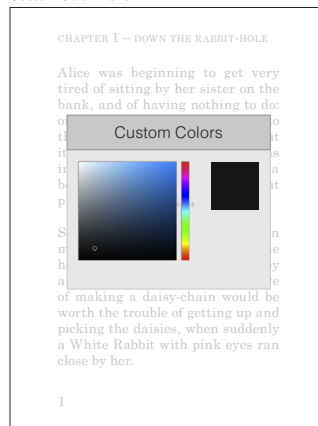 CHAPTER 1 – DOWN THE RABBIT-HOLE
Alice was beginning to get very
tired of sitting by her sister on the
bank, and of having nothing to do:
Custom Colors
of making a daisy-chain would be
worth the trouble of getting up and
picking the daisies, when suddenly
a White Rabbit with pink eyes ran
close by her.
1